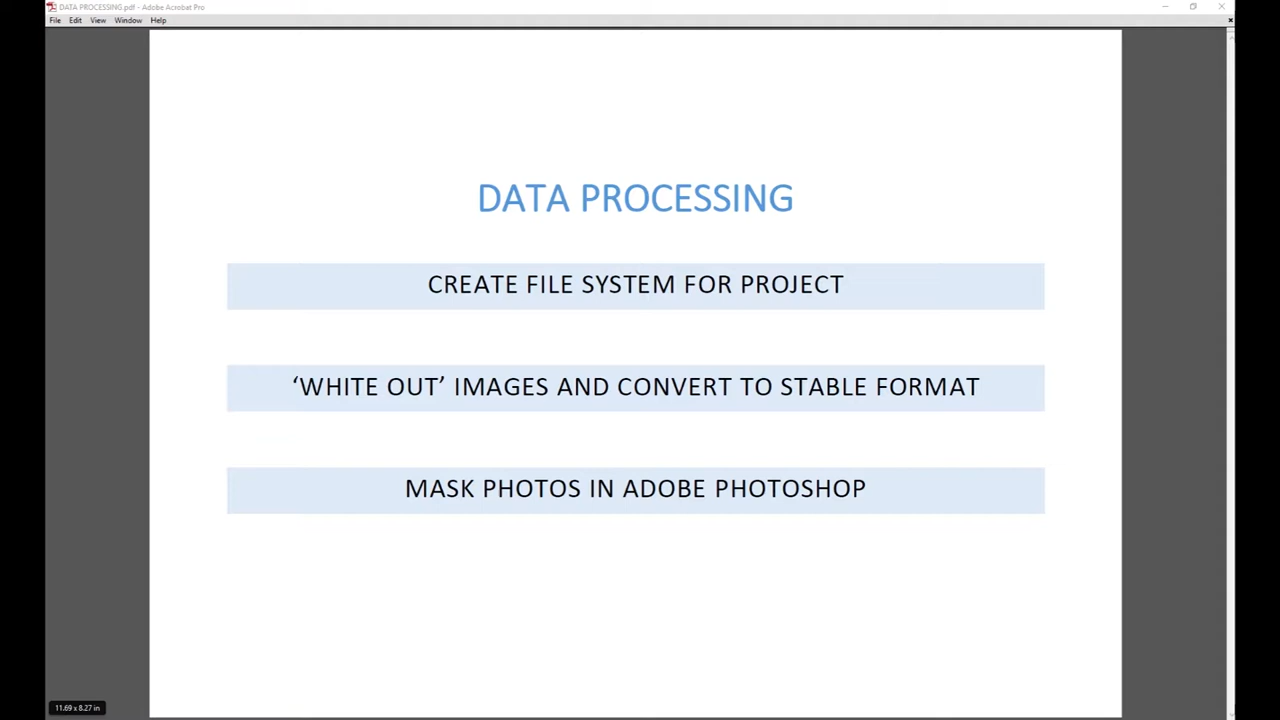 DATA PROCESSING.pdf - Adobe Acrobat Pro
File Edit View Window Help
DATA PROCESSING
CREATE FILE SYSTEM FOR PROJECT
‘WHITE OUT’ IMAGES AND CONVERT TO STABLE FORMAT
MASK PHOTOS IN ADOBE PHOTOSHOP
11.69 x 8.27 in